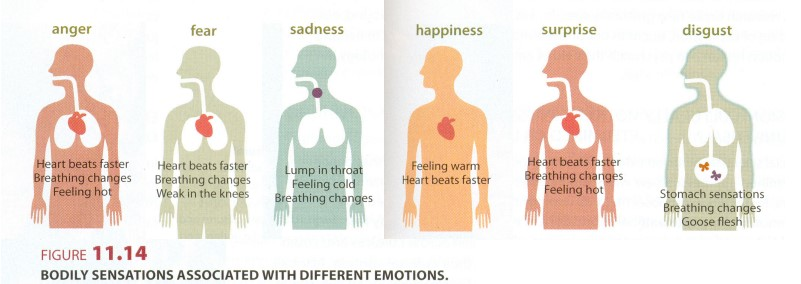 anger
fear
sadness
happiness
surprise
disgust
Heart beats faster
Breathing changes
Feeling hot
Heart beats faster
Breathing changes
Weak in the knees
Lump in throat
Feeling cold
Breathing changes
Feeling warm
Heart beats faster
Heart beats faster
Breathing changes
Feeling hot
Stomach sensations
Breathing changes
Goose flesh
FIGURE 11.14
BODILY SENSATIONS ASSOCIATED WITH DIFFERENT EMOTIONS.